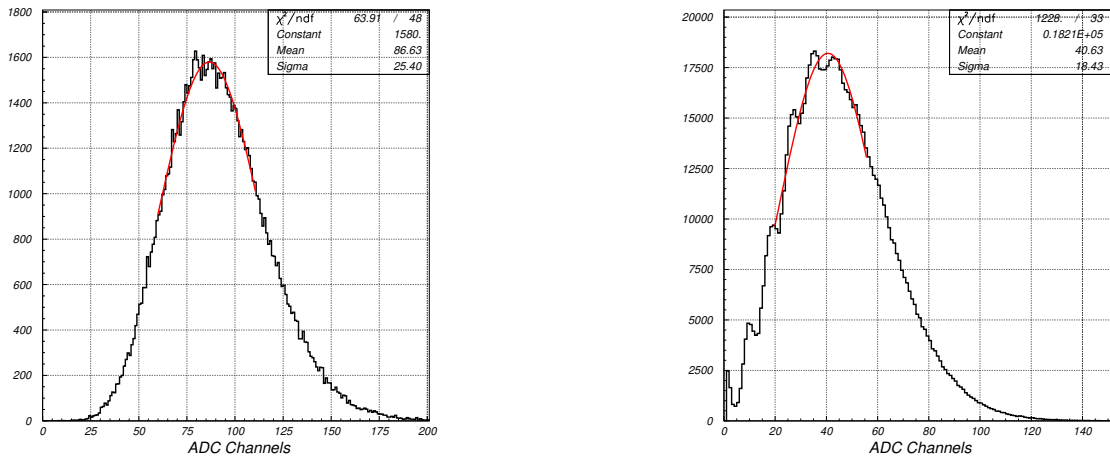 χ²/ndf 63.91 / 48
Constant 1580.
Mean 86.63
Sigma 25.40
1800
1600
1400
1200
1000
800
600
400
200
0
0 25 50 75 100 125 150 175 200
ADC Channels
χ²/ndf 1228. / 33
Constant 0.1821E+05
Mean 40.63
Sigma 18.43
20000
17500
15000
12500
10000
7500
5000
2500
0
0 20 40 60 80 100 120 140
ADC Channels